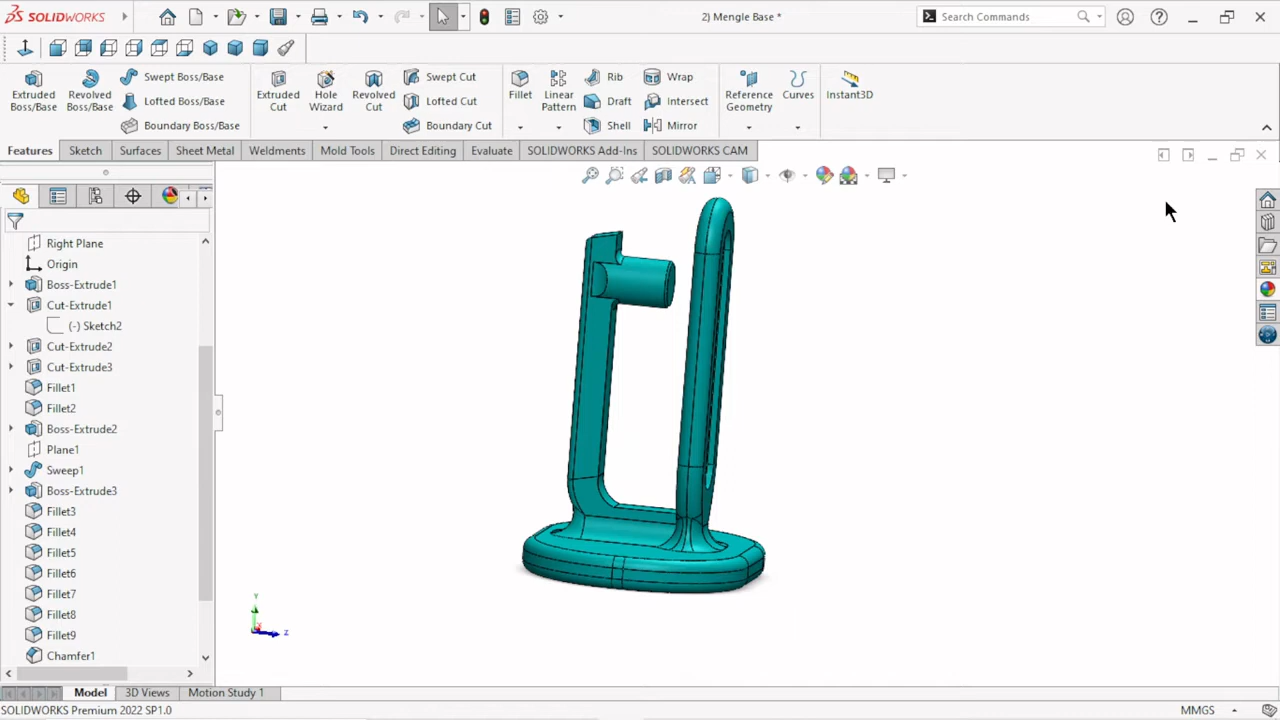 SOLIDWORKS
2) Mengle Base *
Search Commands
Extruded Boss/Base
Revolved Boss/Base
Swept Boss/Base
Lofted Boss/Base
Boundary Boss/Base
Extruded Cut
Hole Wizard
Revolved Cut
Swept Cut
Lofted Cut
Boundary Cut
Fillet
Linear Pattern
Rib
Draft
Shell
Wrap
Intersect
Mirror
Reference Geometry
Curves
Instant3D
Features
Sketch
Surfaces
Sheet Metal
Weldments
Mold Tools
Direct Editing
Evaluate
SOLIDWORKS Add-Ins
SOLIDWORKS CAM
Right Plane
Origin
Boss-Extrude1
Cut-Extrude1
(-) Sketch2
Cut-Extrude2
Cut-Extrude3
Fillet1
Fillet2
Boss-Extrude2
Plane1
Sweep1
Boss-Extrude3
Fillet3
Fillet4
Fillet5
Fillet6
Fillet7
Fillet8
Fillet9
Chamfer1
Y
X
Z
Model
3D Views
Motion Study 1
SOLIDWORKS Premium 2022 SP1.0
MMGS